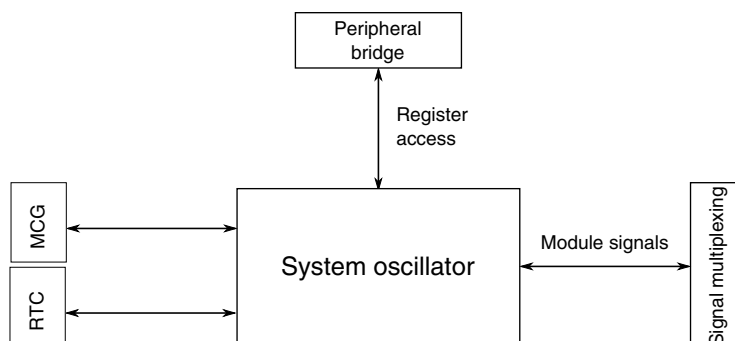 Peripheral
bridge
Register
access
MCG
RTC
System oscillator
Module signals
Signal multiplexing